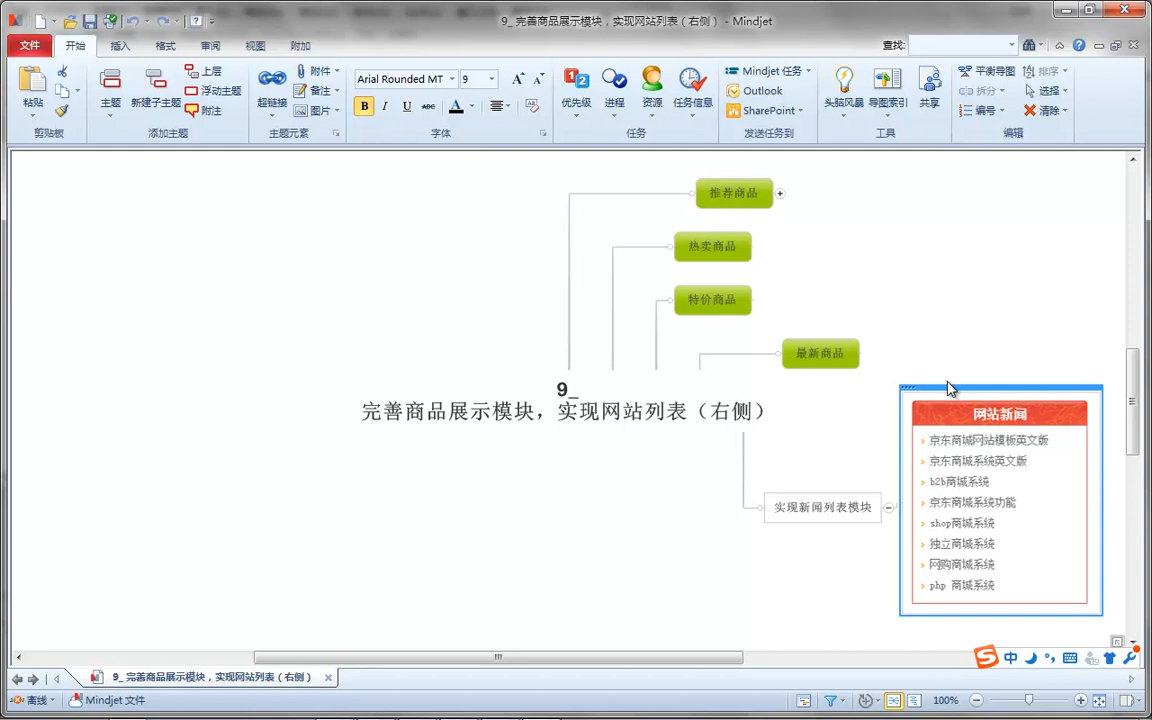 9_ 完善商品展示模块，实现网站列表（右侧） - Mindjet
文件 开始 插入 格式 审阅 视图 附加 查找:
粘贴 主题 新建子主题 上层 浮动主题 附注 超链接 附件 备注 图片 Arial Rounded MT 9 B I U ABC A 优先级 进程 资源 任务信息 Mindjet 任务 Outlook SharePoint 头脑风暴 导图索引 共享 平衡导图 排序 拆分 选择 编号 清除
剪贴板 添加主题 主题元素 字体 任务 发送任务到 工具 编辑
推荐商品
热卖商品
特价商品
最新商品
9_
完善商品展示模块，实现网站列表（右侧）
实现新闻列表模块
网站新闻
京东商城网站模板英文版
京东商城系统英文版
b2b商城系统
京东商城系统功能
shop商城系统
独立商城系统
网购商城系统
php 商城系统
中
9_ 完善商品展示模块，实现网站列表（右侧）
离线 Mindjet 文件 100%